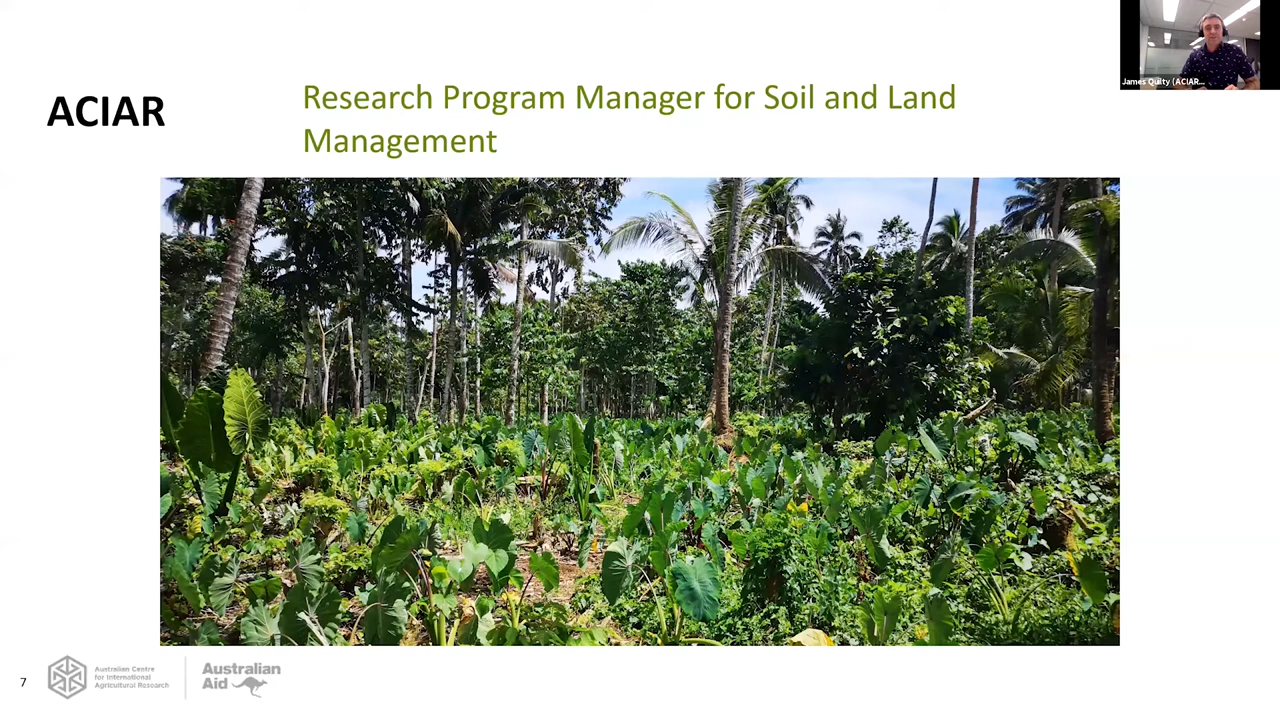 James Quilty (ACIAR...
ACIAR
Research Program Manager for Soil and Land
Management
7
Australian Centre
for International
Agricultural Research
Australian
Aid